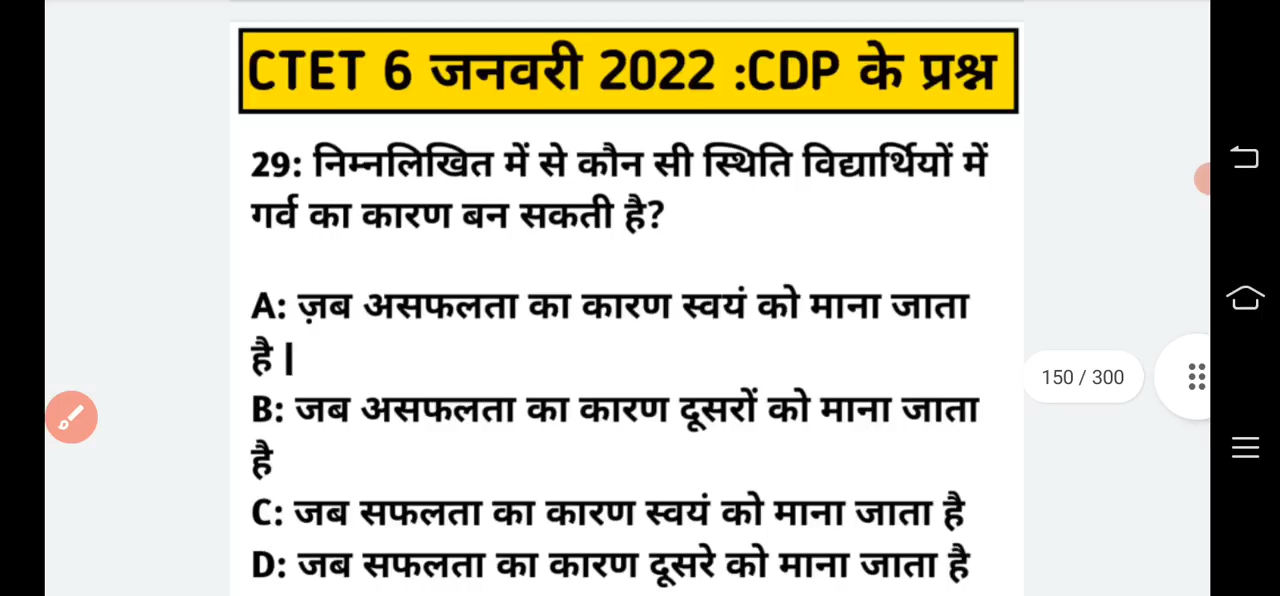 CTET 6 जनवरी 2022 :CDP के प्रश्न
29: निम्नलिखित में से कौन सी स्थिति विद्यार्थियों में
गर्व का कारण बन सकती है?
A: ज़ब असफलता का कारण स्वयं को माना जाता
है |
B: जब असफलता का कारण दूसरों को माना जाता
है
C: जब सफलता का कारण स्वयं को माना जाता है
D: जब सफलता का कारण दूसरे को माना जाता है
150 / 300